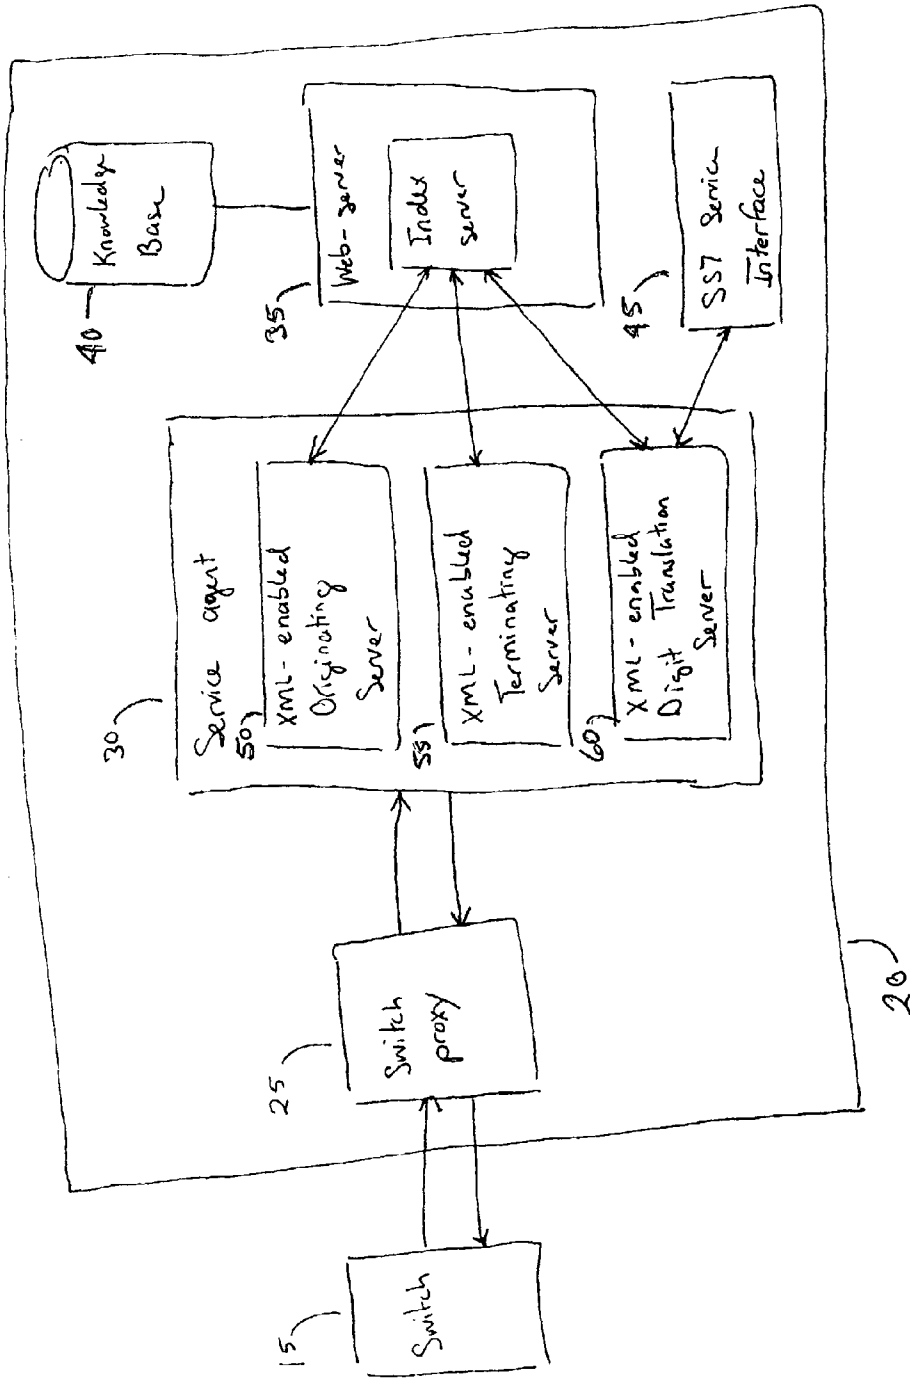 15
Switch
25
Switch
proxy
20
30
Service agent
50
XML-enabled
Originating
Server
55
XML-enabled
Terminating
Server
60
XML-enabled
Digit Translation
Server
40
Knowledge
Base
35
Web-server
Index
server
45
SS7 Service
Interface